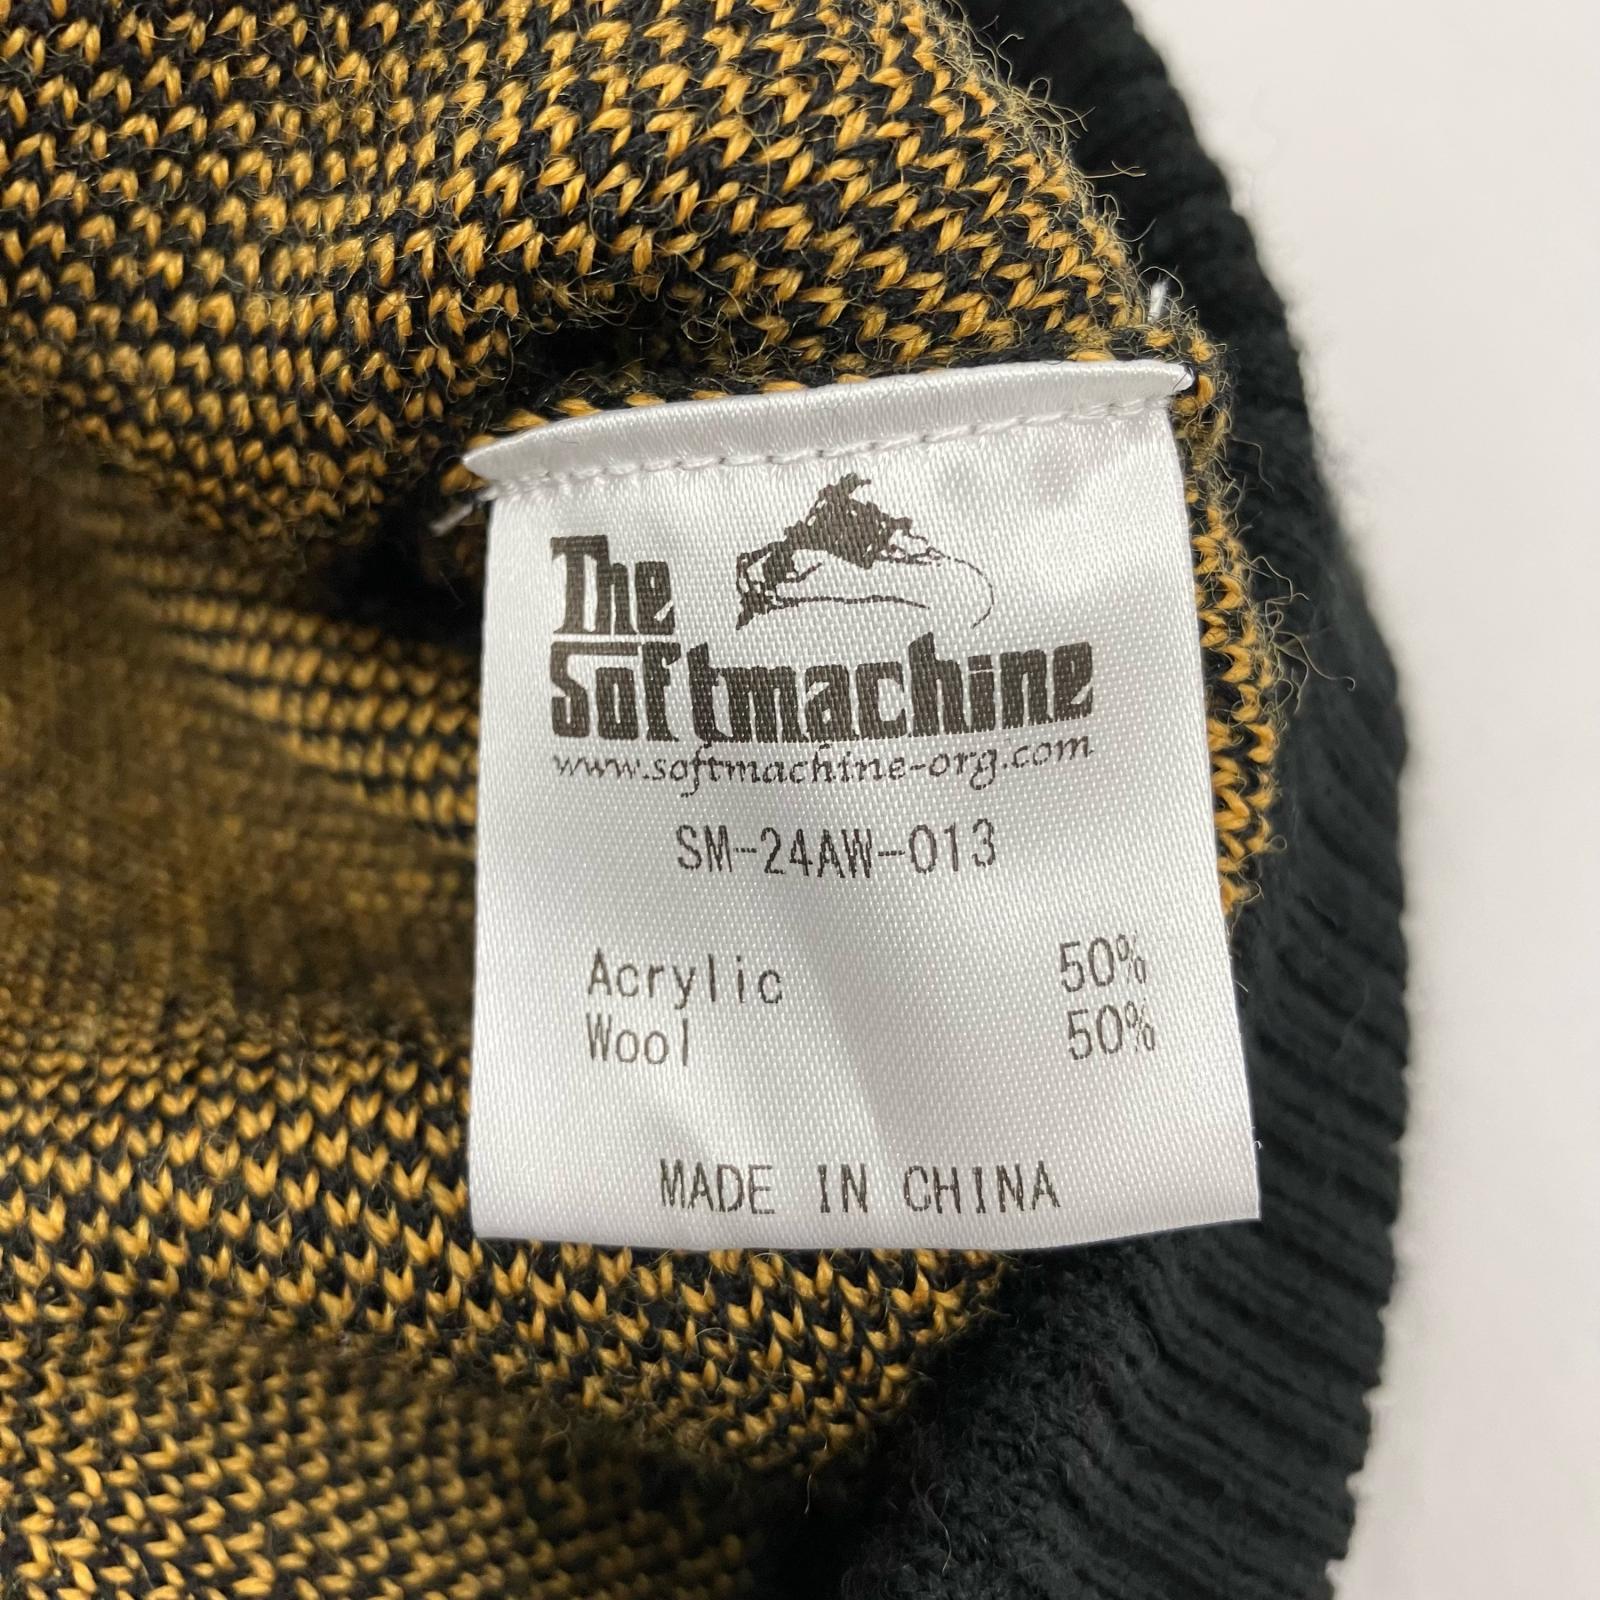 The
Softmachine
www.softmachine-org.com
SM-24AW-013
Acrylic 50%
Wool 50%
MADE IN CHINA